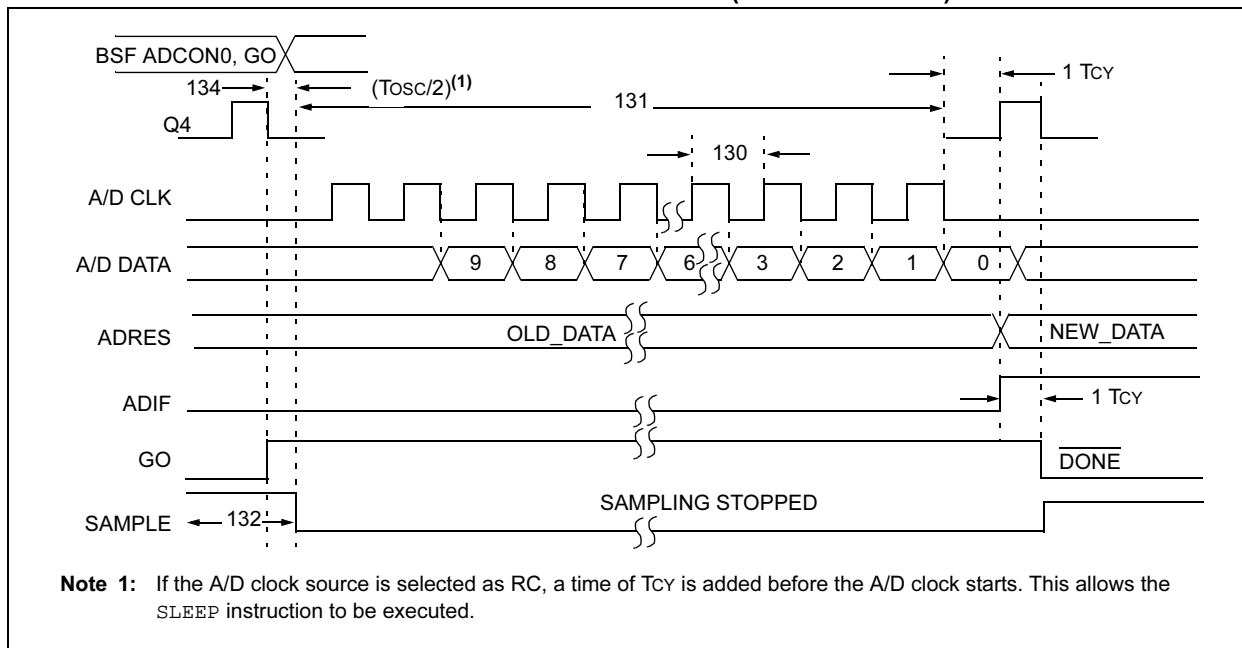 BSF ADCON0, GO
134 (TOSC/2)(1) 131 1 TCY
Q4
130
A/D CLK
A/D DATA 9 8 7 6 3 2 1 0
ADRES OLD_DATA NEW_DATA
ADIF 1 TCY
GO DONE
SAMPLE 132 SAMPLING STOPPED
Note 1: If the A/D clock source is selected as RC, a time of TCY is added before the A/D clock starts. This allows the
SLEEP instruction to be executed.